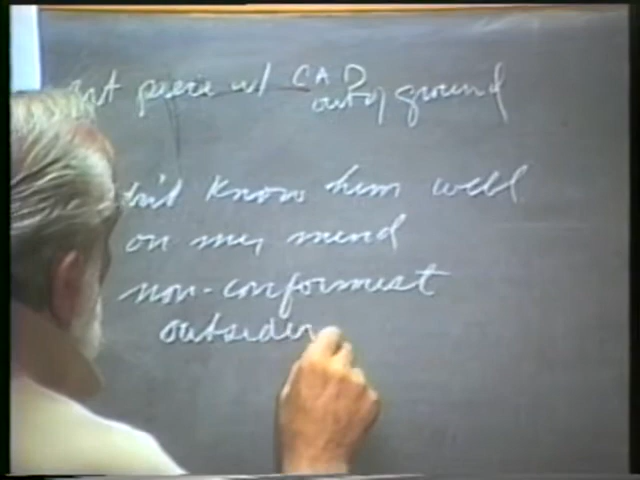 piece w/ CAD
out of ground
know him well
on my mind
non-conformist
outsider